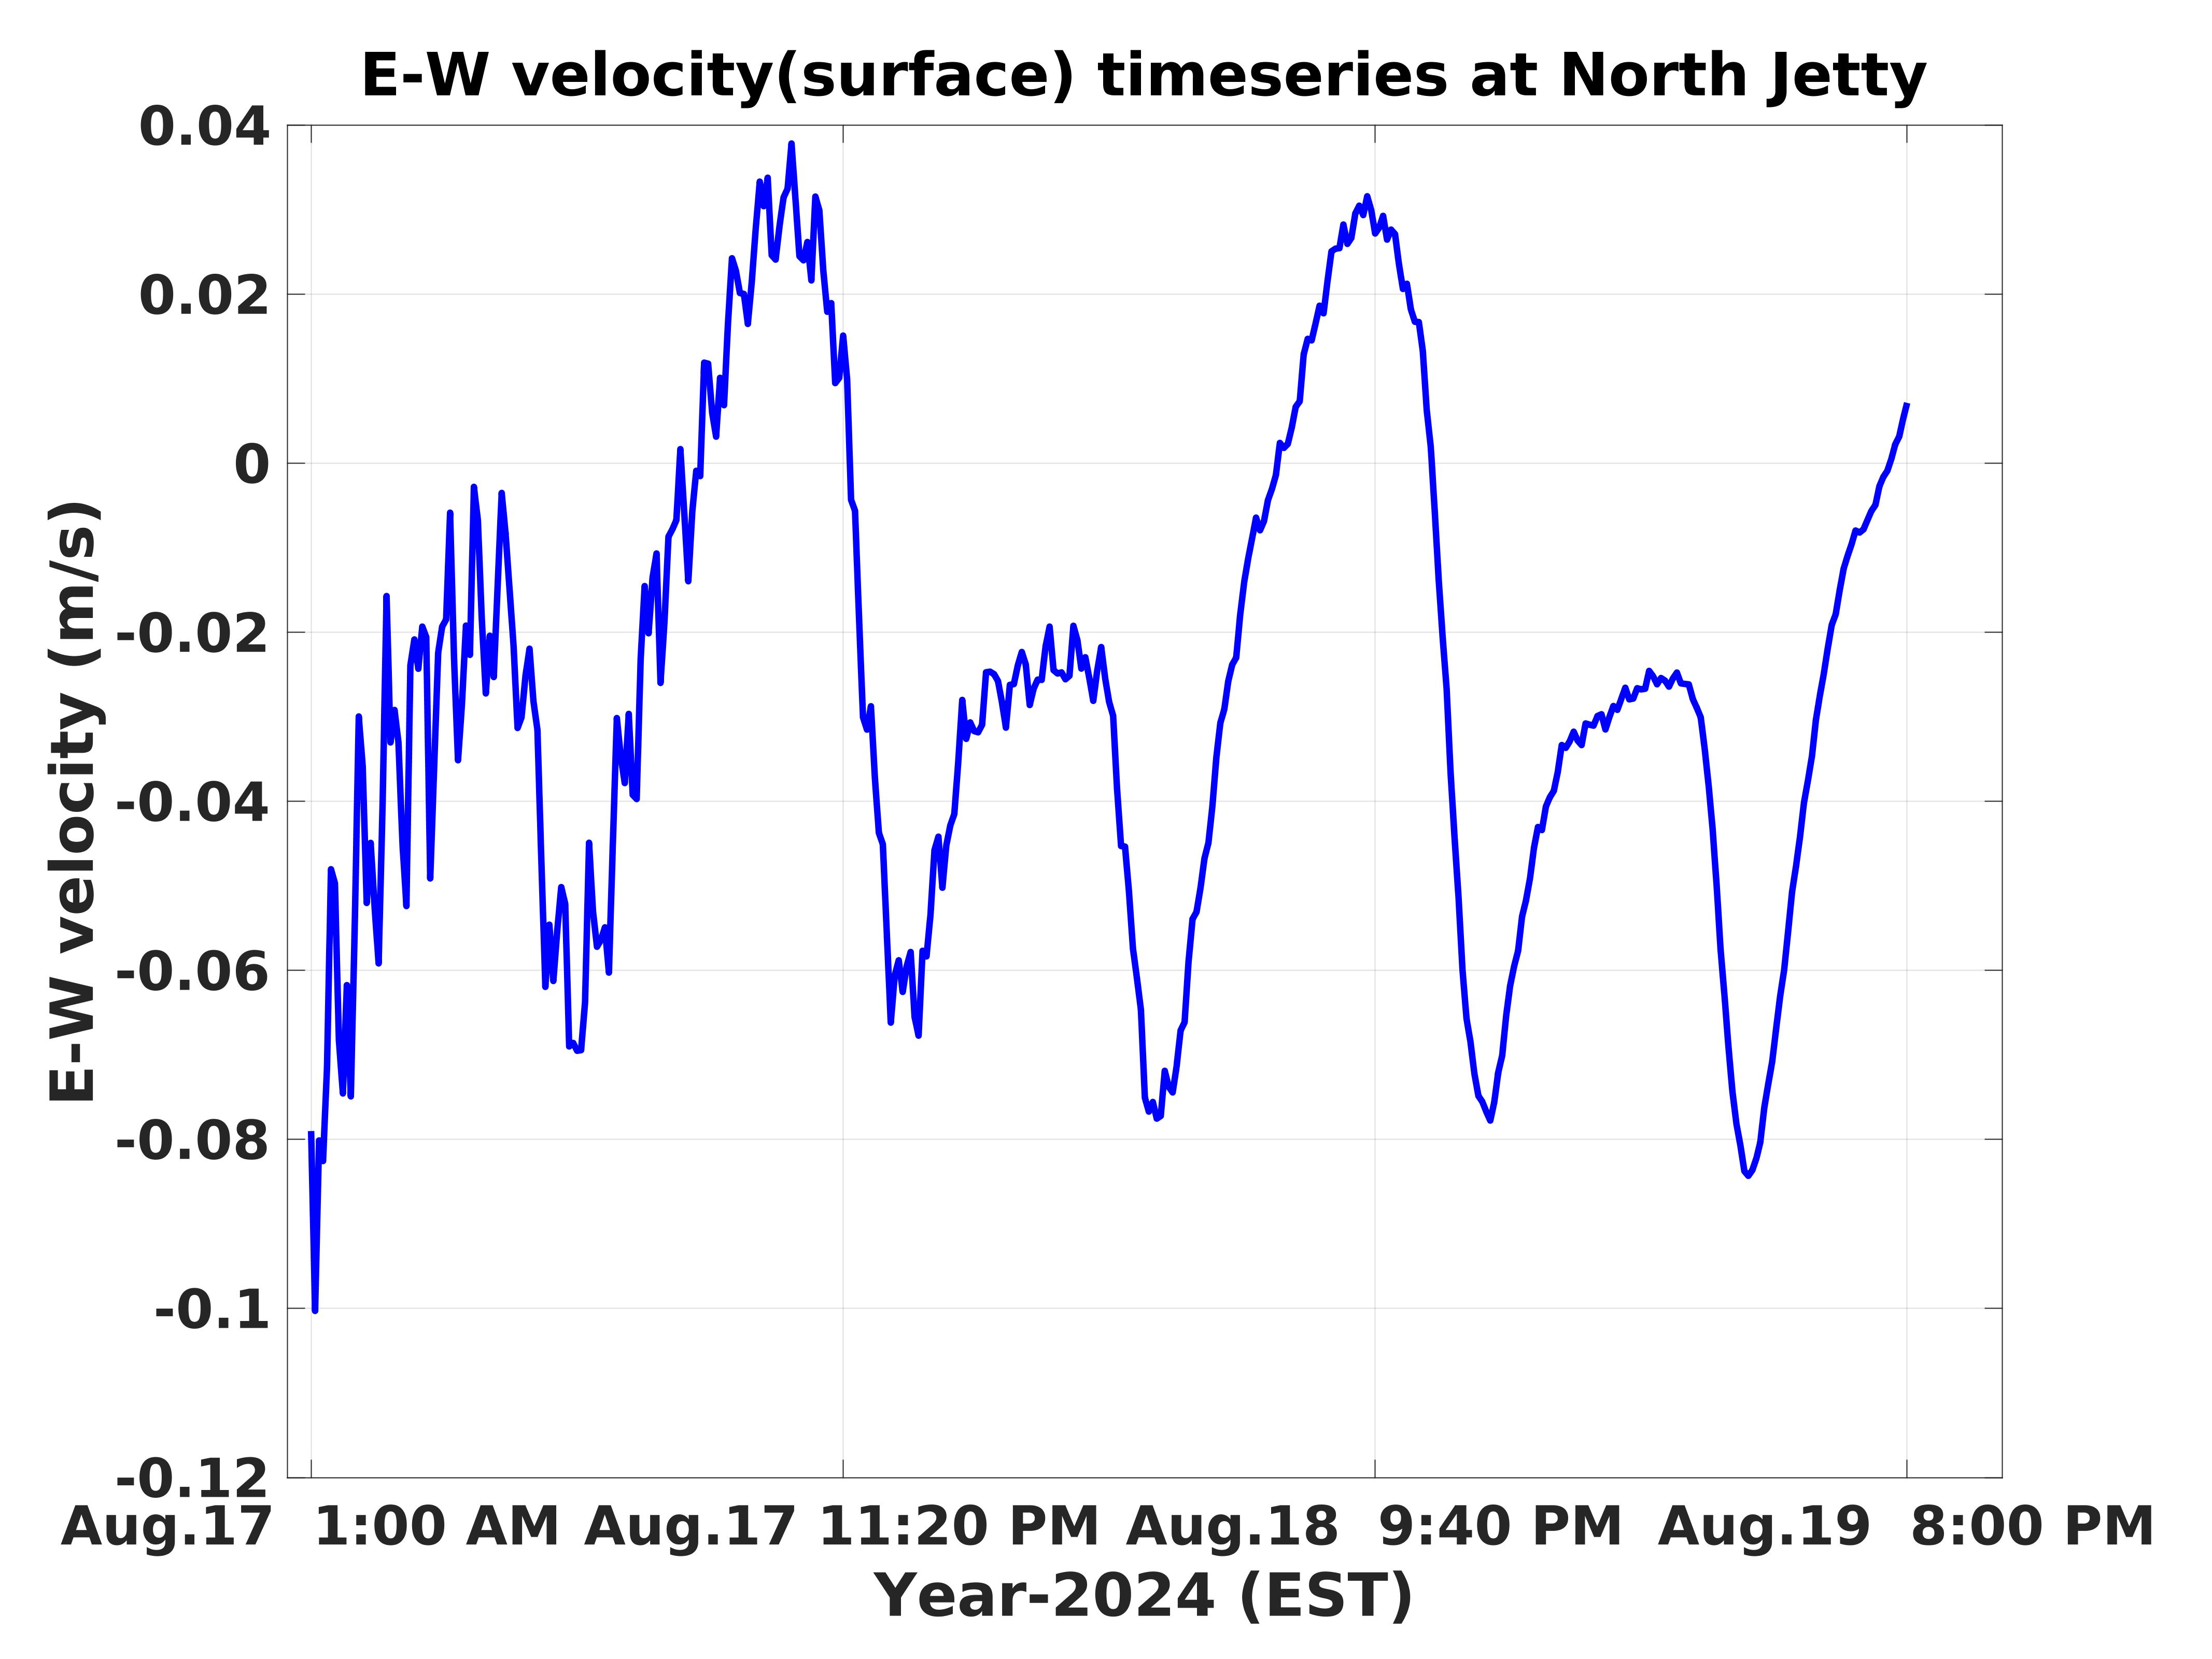 E-W velocity(surface) timeseries at North Jetty
0.04
0.02
0
-0.02
-0.04
-0.06
-0.08
-0.1
-0.12
E-W velocity (m/s)
Aug.17 1:00 AM Aug.17 11:20 PM Aug.18 9:40 PM Aug.19 8:00 PM
Year-2024 (EST)